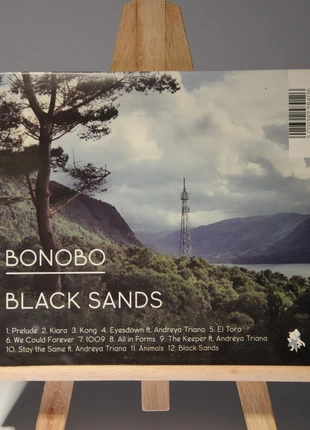 BONOBO
BLACK SANDS
1. Prelude 2. Kiara 3. Kong 4. Eyesdown ft. Andreya Triana 5. El Toro
6. We Could Forever 7. 1009 8. All in Forms 9. The Keeper ft. Andreya Triana
10. Stay the Same ft. Andreya Triana 11. Animals 12. Black Sands